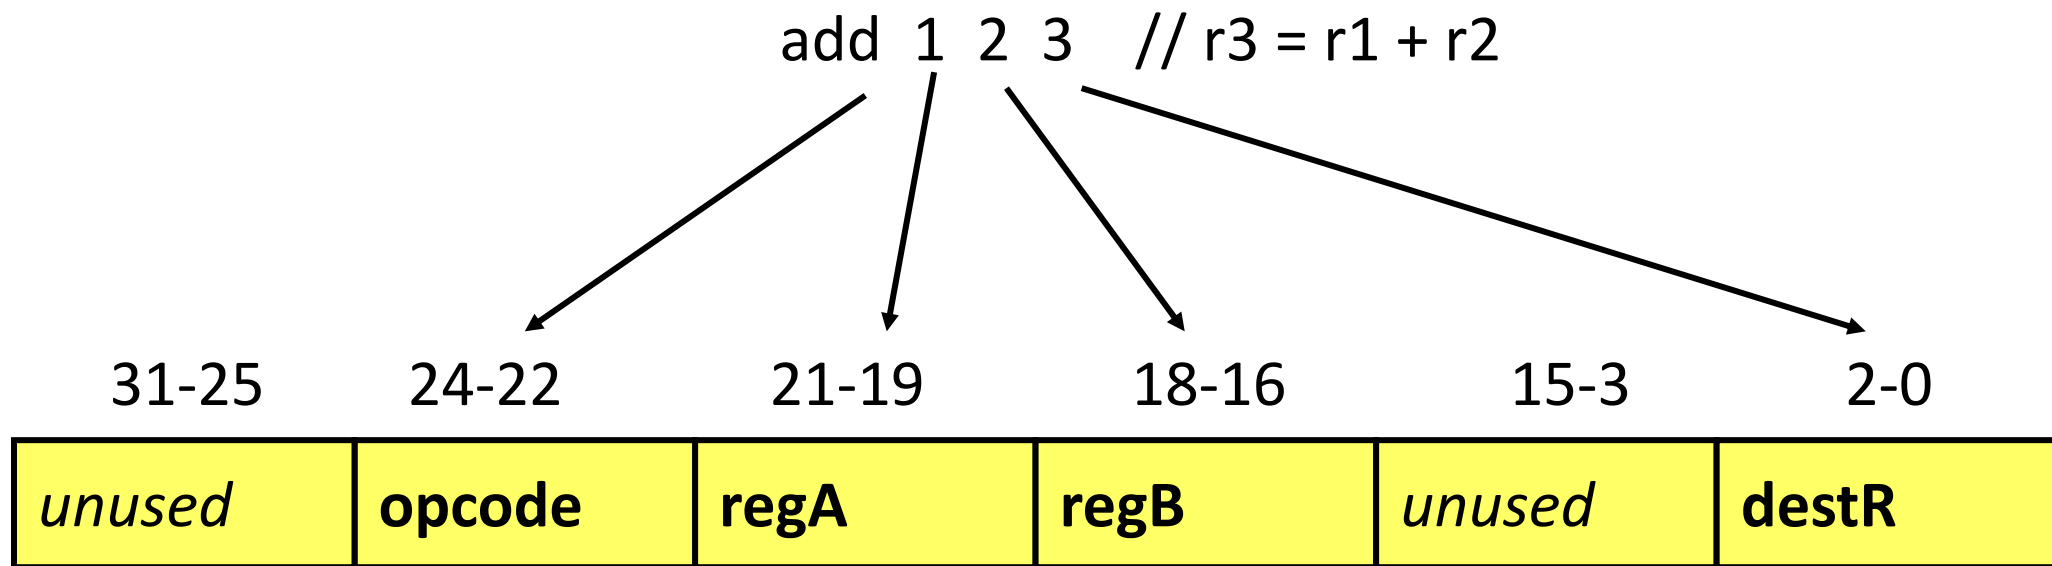 add 1 2 3 // r3 = r1 + r2
31-25 24-22 21-19 18-16 15-3 2-0
unused opcode regA regB unused destR